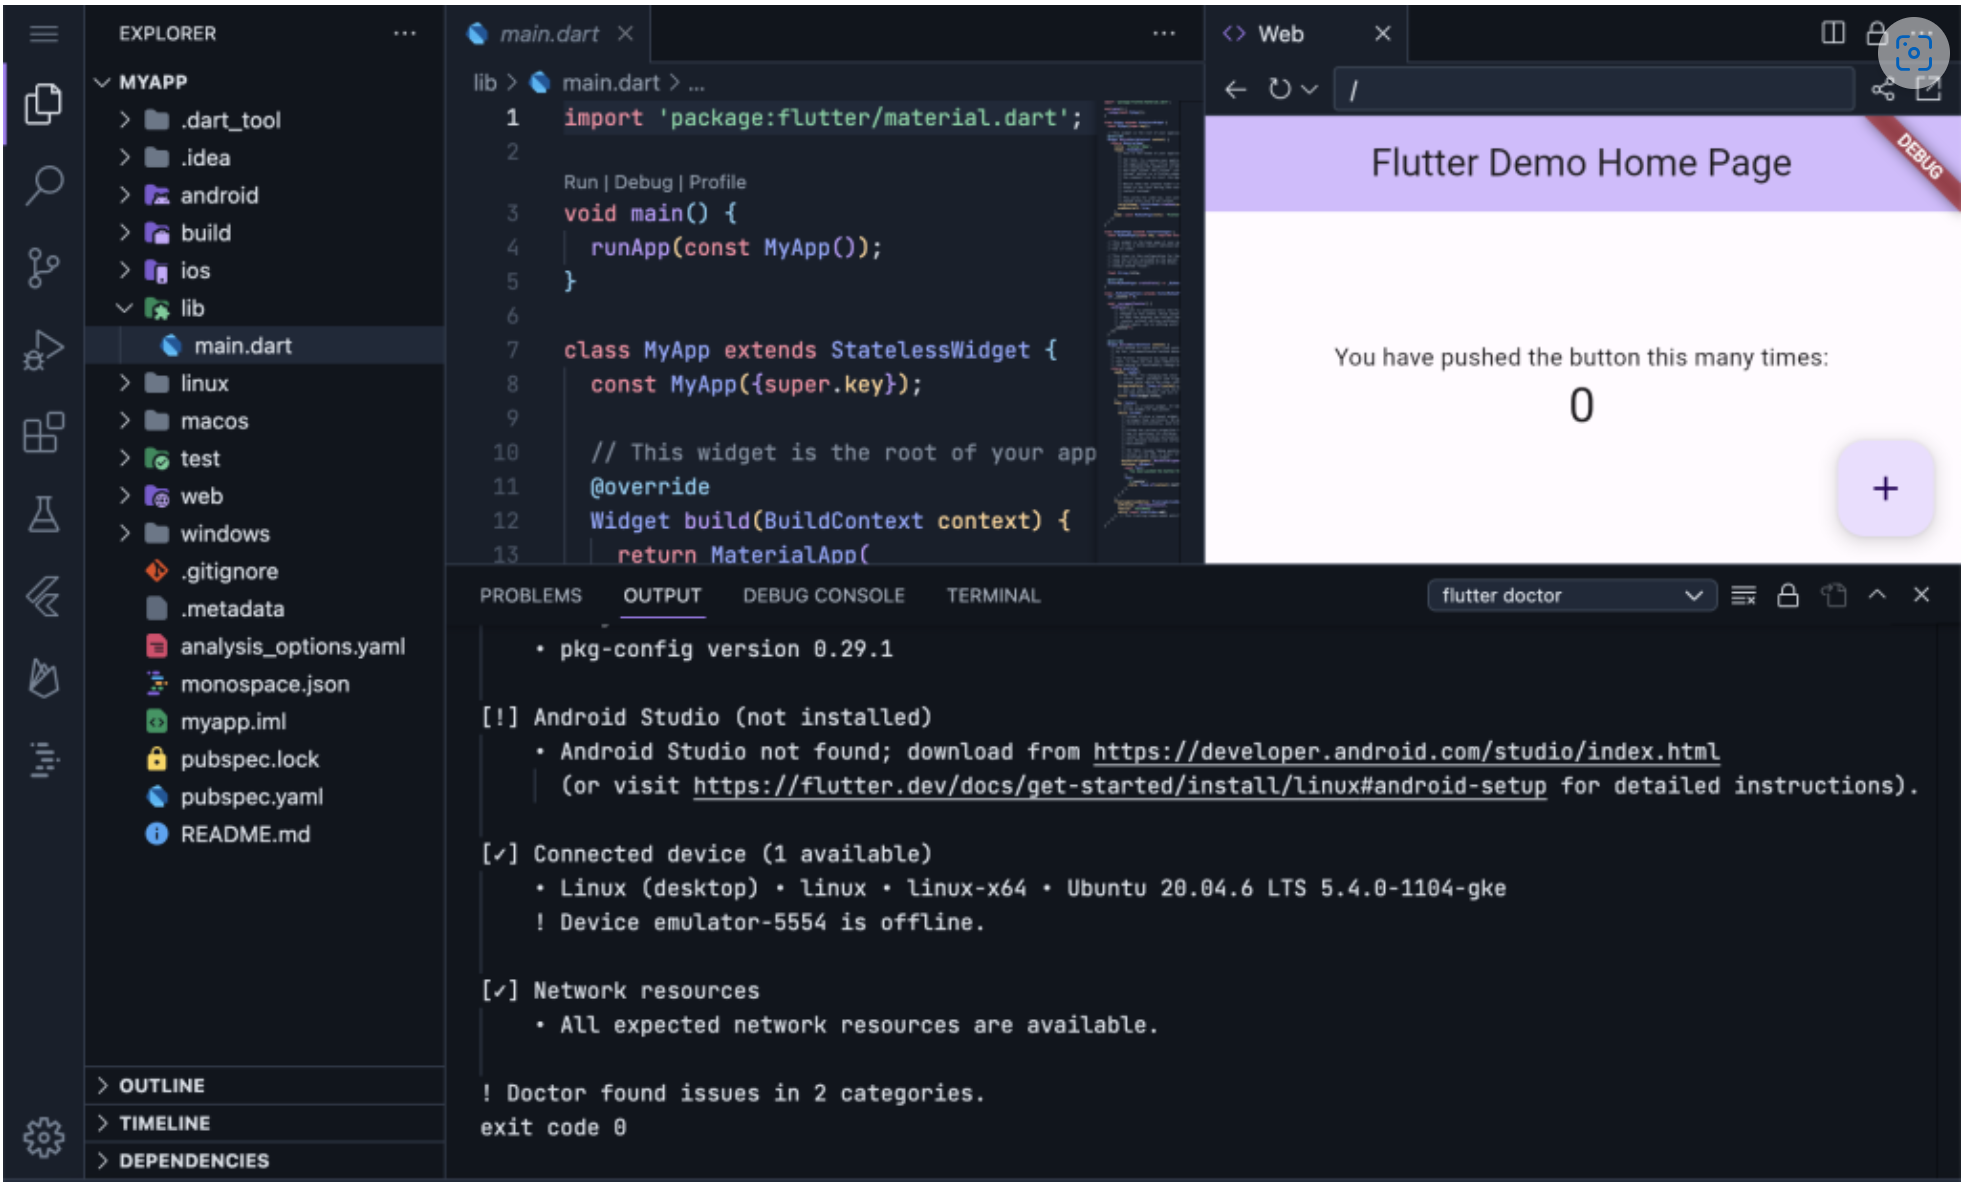 EXPLORER
MYAPP
.dart_tool
.idea
android
build
ios
lib
main.dart
linux
macos
test
web
windows
.gitignore
.metadata
analysis_options.yaml
monospace.json
myapp.iml
pubspec.lock
pubspec.yaml
README.md
OUTLINE
TIMELINE
DEPENDENCIES
main.dart
lib > main.dart > ...
1 import 'package:flutter/material.dart';
2
Run | Debug | Profile
3 void main() {
4 runApp(const MyApp());
5 }
6
7 class MyApp extends StatelessWidget {
8 const MyApp({super.key});
9
10 // This widget is the root of your app
11 @override
12 Widget build(BuildContext context) {
13 return MaterialApp(
Web
/
Flutter Demo Home Page
DEBUG
You have pushed the button this many times:
0
+
PROBLEMS OUTPUT DEBUG CONSOLE TERMINAL
flutter doctor
• pkg-config version 0.29.1
[!] Android Studio (not installed)
• Android Studio not found; download from https://developer.android.com/studio/index.html
(or visit https://flutter.dev/docs/get-started/install/linux#android-setup for detailed instructions).
[✓] Connected device (1 available)
• Linux (desktop) • linux • linux-x64 • Ubuntu 20.04.6 LTS 5.4.0-1104-gke
! Device emulator-5554 is offline.
[✓] Network resources
• All expected network resources are available.
! Doctor found issues in 2 categories.
exit code 0